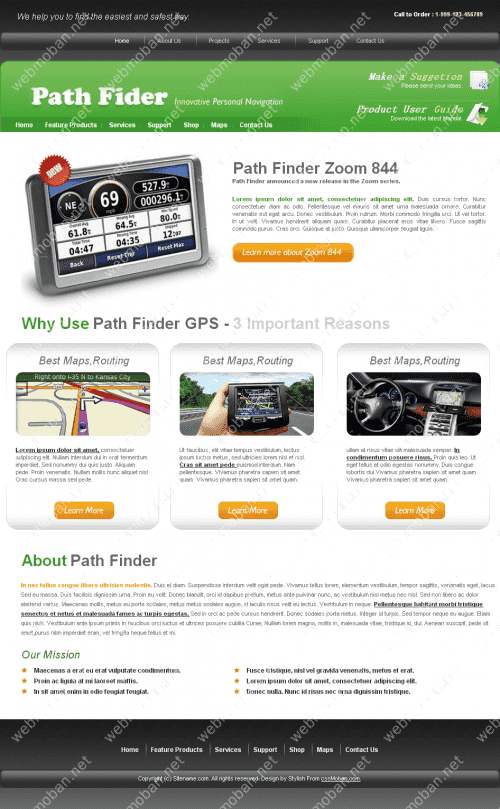 We help you to find the easiest and safest way.
Call to Order : 1-999-123-456789
Home About Us Projects Services Support Contact Us
Make a Suggetion
Please send your ideas.
Path Fider Innovative Personal Navigation
Product User Guide
Download the latest Manual.
Home Feature Products Services Support Shop Maps Contact Us
new
NE
69
mph
527.9
000296.1
Overall Avg. 61.8
Moving Avg. 64.5
80.0
Total Time 04:47
Moving Time 04:35
Stopped 12:07
Back Reset Trip Reset Max
Path Finder Zoom 844
Path Finder announced a new release in the Zoom series.
Lorem ipsum dolor sit amet, consectetuer adipiscing elit. Duis cursus tortor. Nunc
consectetuer diam ac odio. Pellentesque vel mauris sit amet urna malesuada ornare. Curabitur
venenatis est eget arcu. Donec vestibulum. Proin rutrum. Morbi commodo fringilla orci. Ut vel tortor
in ut velit. Vivamus hendrerit aliquam quam. Curabitur placerat eros vitae libero. Fusce sagittis
commodo purus. Cras orci. Quisque at justo. Quisque ullamcorper feugiat ligula.
Learn more about Zoom 844
Why Use Path Finder GPS - 3 Important Reasons
Best Maps,Routing
Best Maps,Routing
Best Maps,Routing
Right onto I-35 N to Kansas City
Lorem ipsum dolor sit amet, consectetuer
adipiscing elit. Nullam interdum dui in erat fermentum
imperdiet. Sed nonummy dui quis justo. Aliquam
pede. Proin venenatis. Nullam mollis nunc aliquet nisl.
Cras cursus massa sed pede.
Ut faucibus, elit vitae tempus vestibulum, lectus
ipsum luctus metus, sed ultricies lorem nisi et nisl.
Cras sit amet pede euismod interdum. Nam
pellentesque. Vivamus pharetra sapien sit amet
quam. Vivamus pharetra sapien sit amet quam.
utam at risus vitae elit malesuada semper. In
condimentum posuere risus. Proin quis leo. Ut
eget tellus et odio egestas nonummy. Duis congue
lobortis dui.Vivamus pharetra sapien sit amet quam.
Vivamus pharetra sapien sit amet quam.
Learn More
Learn More
Learn More
About Path Finder
In nec tellus congue libero ultricies molestie. Duis el diam. Suspendisse interdum velit eget pede. Vivamus tellus lorem, elementum vestibulum, tempor sagittis, venenatis eget, lacus.
Sed eu massa. Duis facilisis dignissim urna. Proin eu velit. Donec blandit, orci id dapibus pretium, metus ante pulvinar nunc, ac vestibulum nisi metus nec nisl. Sed non libero ac dolor
eleifend varius. Maecenas mollis, metus eu porta sodales, metus metus sodales augue, id iaculis risus velit eu lectus. Vestibulum in neque. Pellentesque habitant morbi tristique
senectus et netus et malesuada fames ac turpis egestas. Sed in orci ac pede cursus hendrerit. Donec sodales porta metus. Integer id turpis. Sed tempor neque eu augue. Etiam
quis nibh. Vestibulum ante ipsum primis in faucibus orci luctus et ultrices posuere cubilia Curae; Nullam lorem magna, mollis in, malesuada vitae, tristique id, dui. Aenean suscipit, pede sit
amet purus nibh imperdiet enim, vel fringilla neque tellus et mi.
Our Mission
Maecenas a erat eu erat vulputate condimentum.
Proin ac ligula at mi laoreet mattis.
In sit amet enim in odio feugiat feugiat.
Fusce tristique, nisl vel gravida venenatis, metus et erat.
Lorem ipsum dolor sit amet, consectetuer adipiscing elit.
Donec nulla. Nunc id risus nec urna dignissim tristique.
Home Feature Products Services Support Shop Maps Contact Us
Copyright (c) Sitename.com. All rights reserved. Design by Stylish From cssMoban.com.
webmoban.net